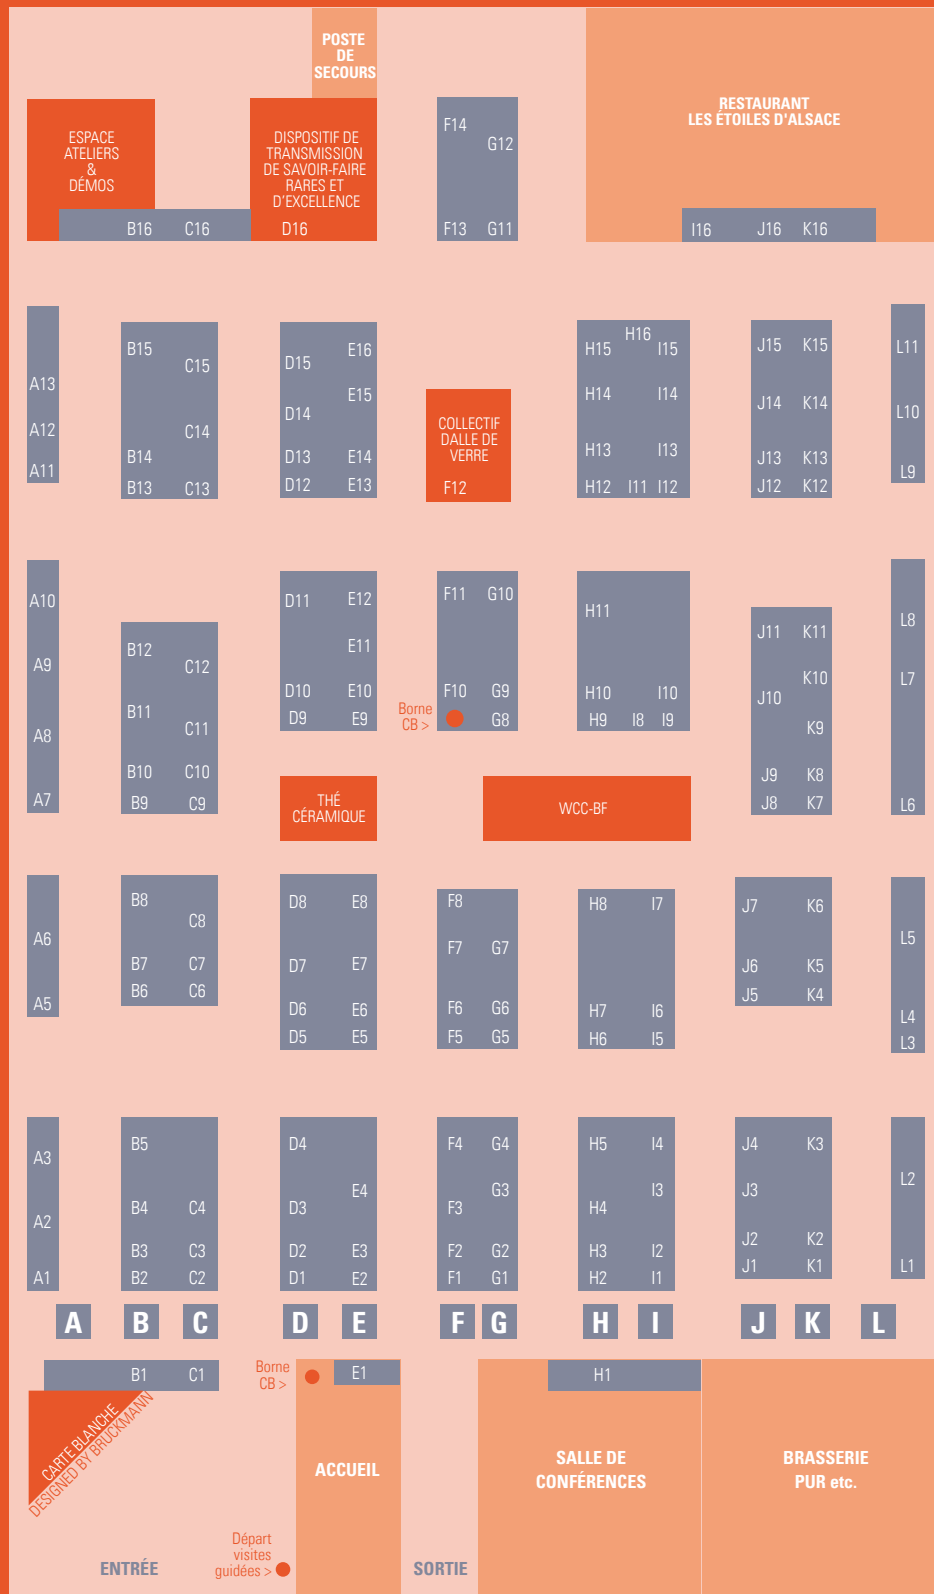 POSTE
DE
SECOURS
RESTAURANT
LES ÉTOILES D'ALSACE
ESPACE
ATELIERS
&
DÉMOS
DISPOSITIF DE
TRANSMISSION
DE SAVOIR-FAIRE
RARES ET
D'EXCELLENCE
F14
G12
B16 C16 D16 F13 G11 I16 J16 K16
H16
B15 C15 D15 E16 H15 I15 J15 K15 L11
A13 D14 E15 H14 I14 J14 K14 L10
COLLECTIF
DALLE DE
VERRE
A12 C14
B14 D13 E14 H13 I13 J13 K13
A11 B13 C13 D12 E13 F12 H12 I11 I12 J12 K12 L9
A10 D11 E12 F11 G10 H11 L8
B12 E11 J11 K11
A9 C12 K10 L7
D10 E10 F10 G9 H10 I10 J10
B11 D9 E9 G8 H9 I8 I9
Borne
CB >
A8 C11 K9
B10 C10 J9 K8
A7 B9 C9 J8 K7 L6
THÉ
CÉRAMIQUE
WCC-BF
B8 D8 E8 F8 H8 I7 J7 K6
A6 C8 F7 G7 L5
B7 C7 D7 E7 J6 K5
A5 B6 C6 J5 K4
D6 E6 F6 G6 H7 I6 L4
D5 E5 F5 G5 H6 I5 L3
A3 B5 D4 F4 G4 H5 I4 J4 K3
E4 G3 I3 J3 L2
A2 B4 C4 D3 F3 H4
B3 C3 D2 E3 F2 G2 H3 I2 J2 K2
A1 B2 C2 D1 E2 F1 G1 H2 I1 J1 K1 L1
A B C D E F G H I J K L
B1 C1
Borne
CB >
E1
H1
CARTE BLANCHE
DESIGNED BY BRUCKMANN
ACCUEIL
SALLE DE
CONFÉRENCES
BRASSERIE
PUR etc.
Départ
visites
guidées >
ENTRÉE
SORTIE